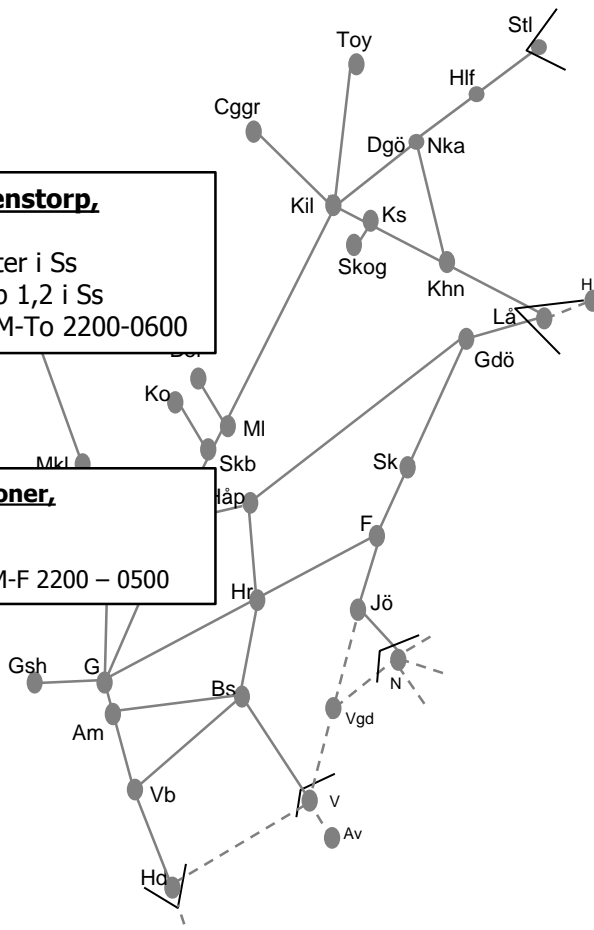 Stl
Toy
Hlf
Cggr
Dgö Nka
Kil
Ks
enstorp,
Skog
ter i Ss
Khn
H
1,2 i Ss
Lå
M-To 2200-0600
Gdö
Ko
Ml
Skb
Sk
Mkl
oner,
Håp
F
M-F 2200 – 0500
Hr
Jö
Gsh
G
Bs
N
Am
Vgd
Vb
V
Av